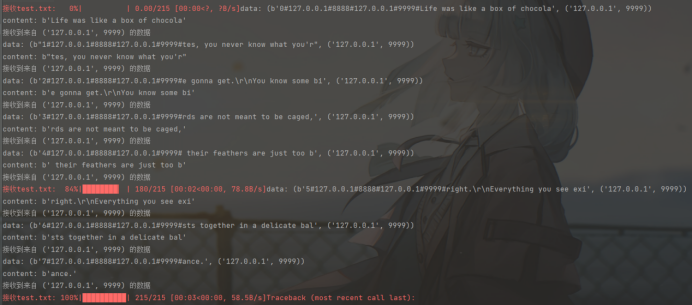 接收test.txt:   0%|          | 0.00/215 [00:00<?, ?B/s]data: (b'0#127.0.0.1#8888#127.0.0.1#9999#Life was like a box of chocola', ('127.0.0.1', 9999))
content: b'Life was like a box of chocola'
接收到来自 ('127.0.0.1', 9999) 的数据
data: (b"1#127.0.0.1#8888#127.0.0.1#9999#tes, you never know what you'r", ('127.0.0.1', 9999))
content: b"tes, you never know what you'r"
接收到来自 ('127.0.0.1', 9999) 的数据
data: (b'2#127.0.0.1#8888#127.0.0.1#9999#e gonna get.\r\nYou know some bi', ('127.0.0.1', 9999))
content: b'e gonna get.\r\nYou know some bi'
接收到来自 ('127.0.0.1', 9999) 的数据
data: (b'3#127.0.0.1#8888#127.0.0.1#9999#rds are not meant to be caged,', ('127.0.0.1', 9999))
content: b'rds are not meant to be caged,'
接收到来自 ('127.0.0.1', 9999) 的数据
data: (b'4#127.0.0.1#8888#127.0.0.1#9999# their feathers are just too b', ('127.0.0.1', 9999))
content: b' their feathers are just too b'
接收到来自 ('127.0.0.1', 9999) 的数据
接收test.txt:  84%|████████  | 180/215 [00:02<00:00, 78.8B/s]data: (b'5#127.0.0.1#8888#127.0.0.1#9999#right.\r\nEverything you see exi', ('127.0.0.1', 9999))
content: b'right.\r\nEverything you see exi'
接收到来自 ('127.0.0.1', 9999) 的数据
data: (b'6#127.0.0.1#8888#127.0.0.1#9999#sts together in a delicate bal', ('127.0.0.1', 9999))
content: b'sts together in a delicate bal'
接收到来自 ('127.0.0.1', 9999) 的数据
data: (b'7#127.0.0.1#8888#127.0.0.1#9999#ance.', ('127.0.0.1', 9999))
content: b'ance.'
接收test.txt: 100%|██████████| 215/215 [00:03<00:00, 58.5B/s]Traceback (most recent call last):